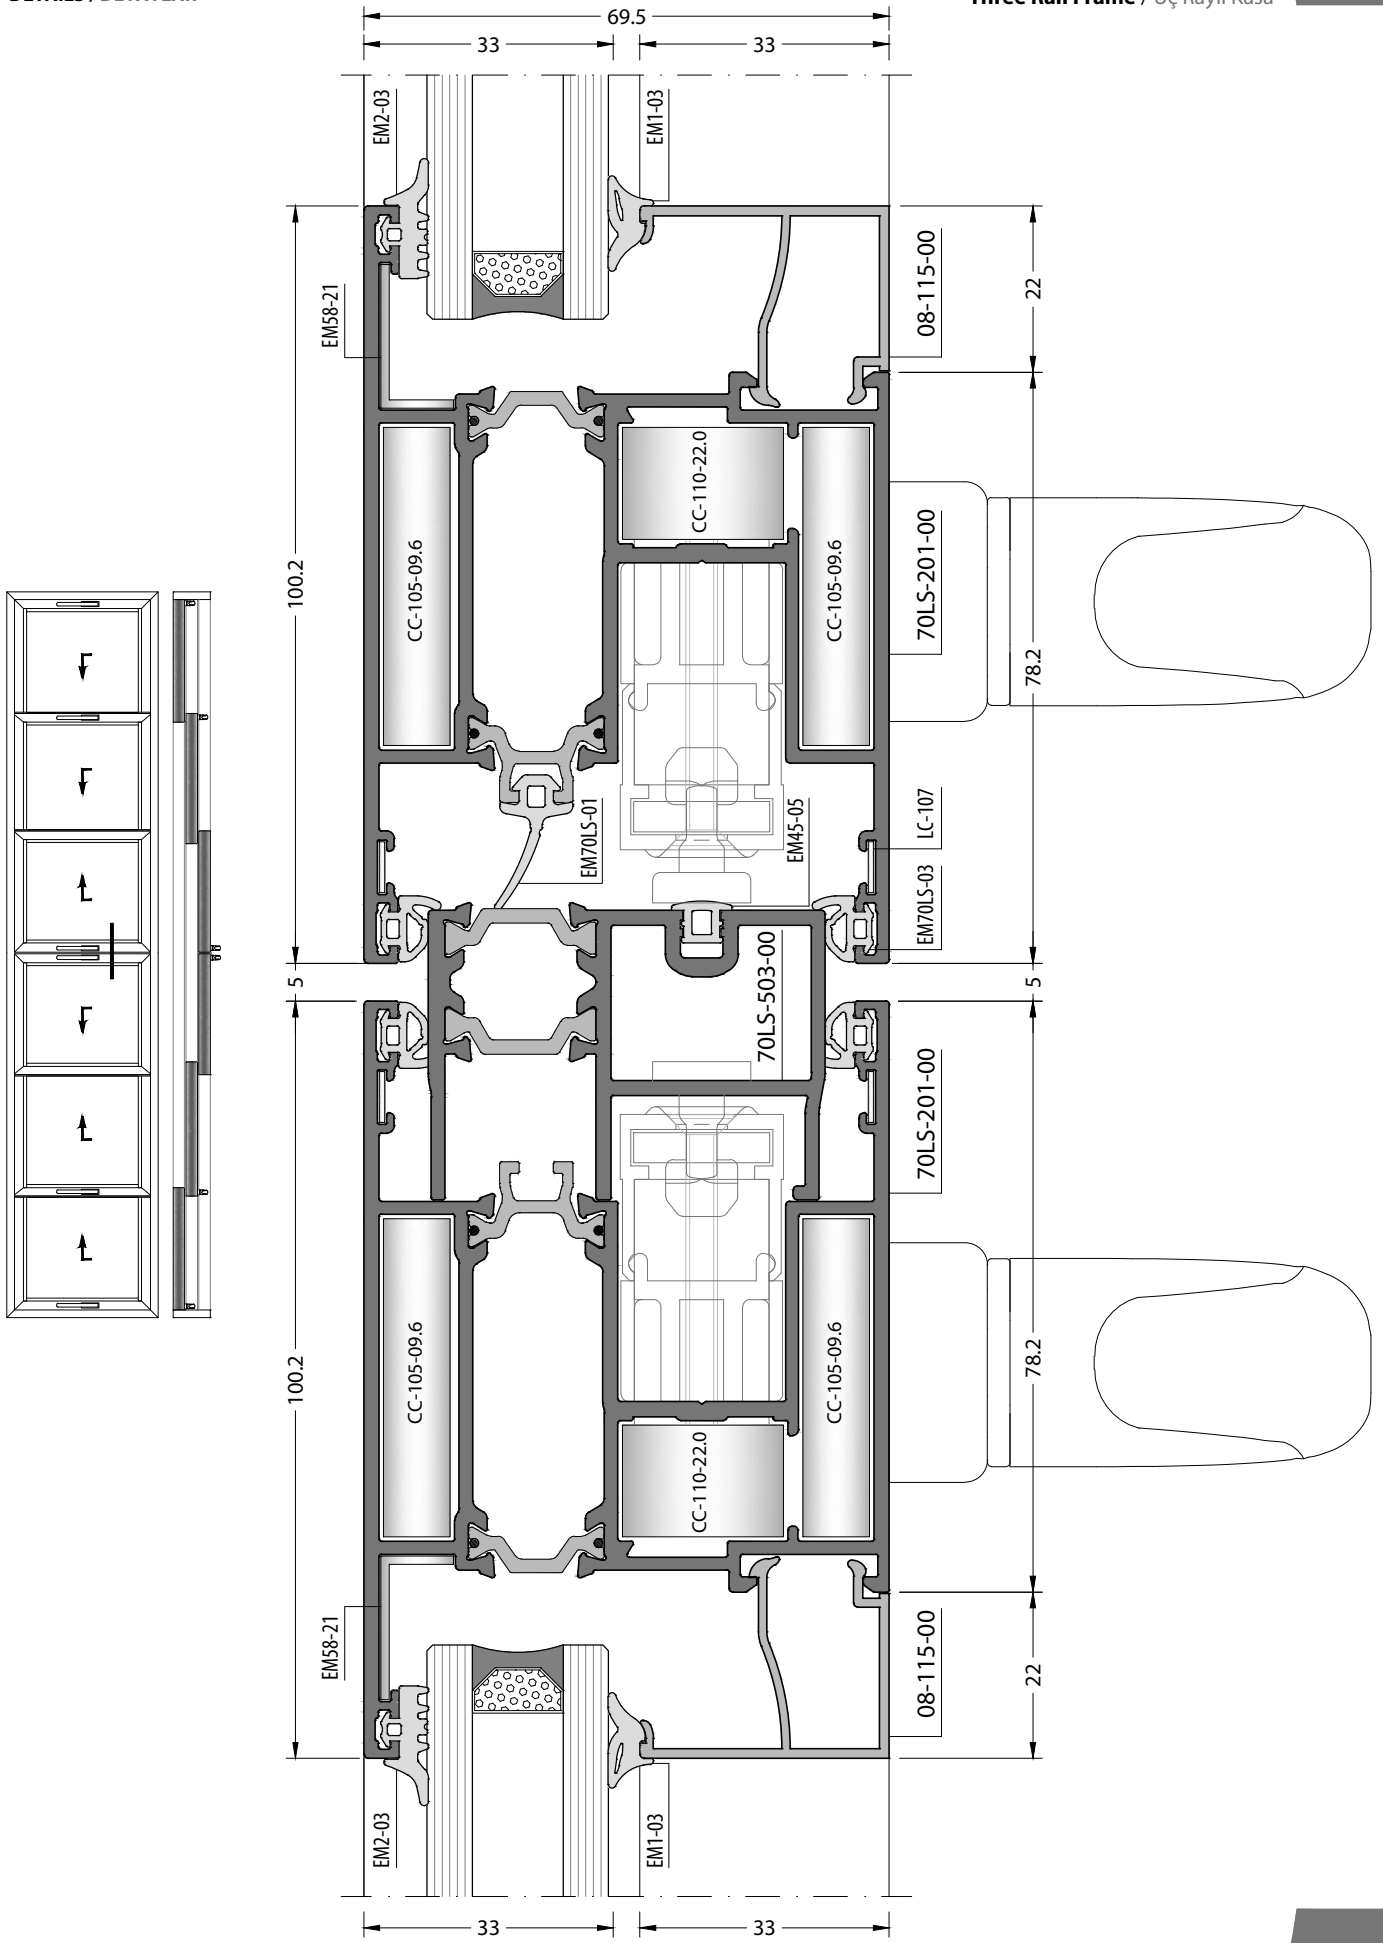 DETAILS / DETAYLAR
Three Rail Frame / Üç Raylı Kasa
69.5
33
33
EM2-03
EM1-03
EM58-21
08-115-00
22
CC-110-22.0
CC-105-09.6
CC-105-09.6
70LS-201-00
100.2
78.2
EM70LS-01
EM45-05
LC-107
EM70LS-03
70LS-503-00
5
5
70LS-201-00
CC-105-09.6
CC-105-09.6
100.2
78.2
CC-110-22.0
EM58-21
08-115-00
22
EM2-03
EM1-03
33
33